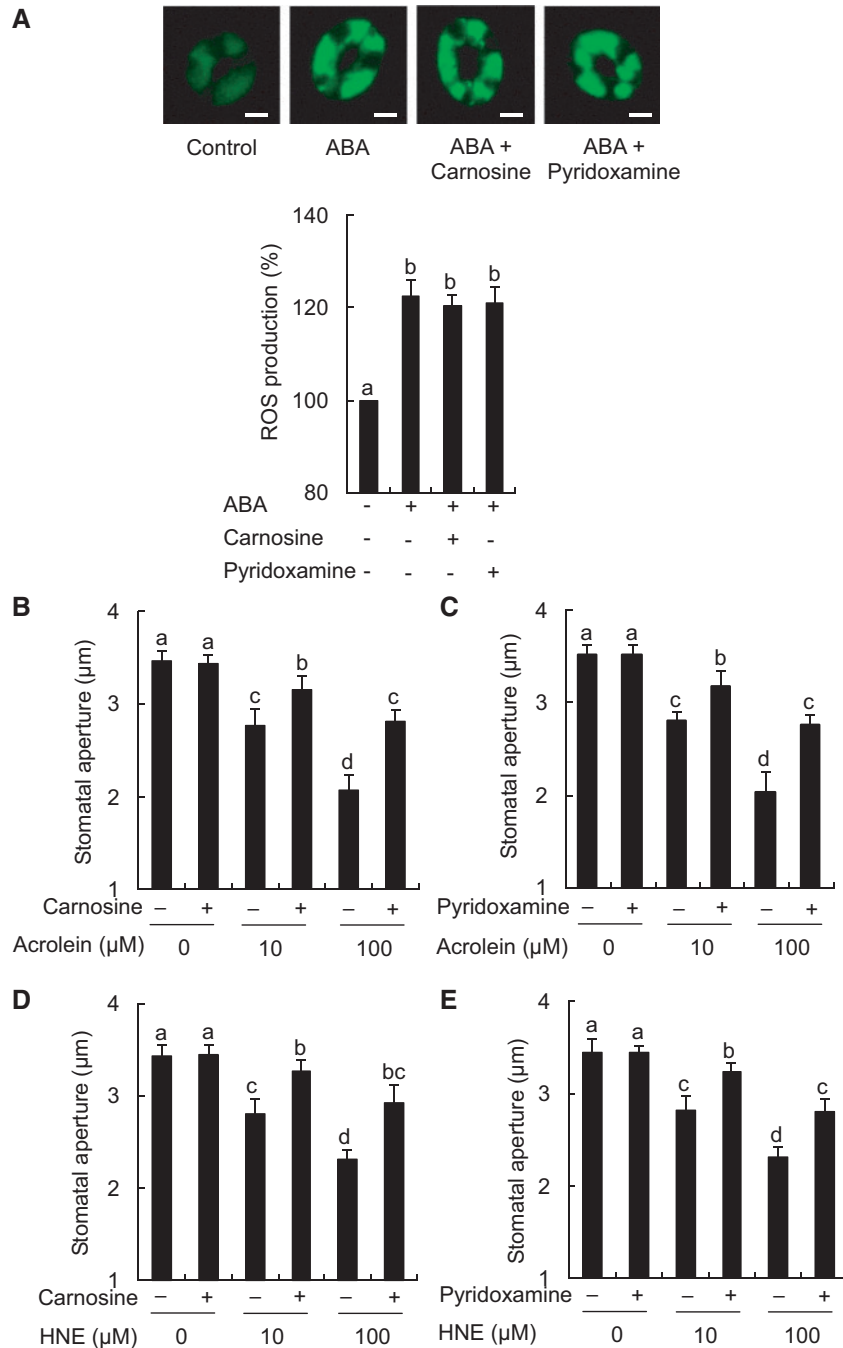 A
Control ABA ABA + Carnosine ABA + Pyridoxamine
140
120
100
80
ROS production (%)
a b b b
ABA - + + +
Carnosine - - + -
Pyridoxamine - - - +
B
4
3
2
1
Stomatal aperture (µm)
a a c b d c
Carnosine – + – + – +
Acrolein (µM) 0 10 100
C
4
3
2
1
Stomatal aperture (µm)
a a c b d c
Pyridoxamine – + – + – +
Acrolein (µM) 0 10 100
D
4
3
2
1
Stomatal aperture (µm)
a a c b d bc
Carnosine – + – + – +
HNE (µM) 0 10 100
E
4
3
2
1
Stomatal aperture (µm)
a a c b d c
Pyridoxamine – + – + – +
HNE (µM) 0 10 100